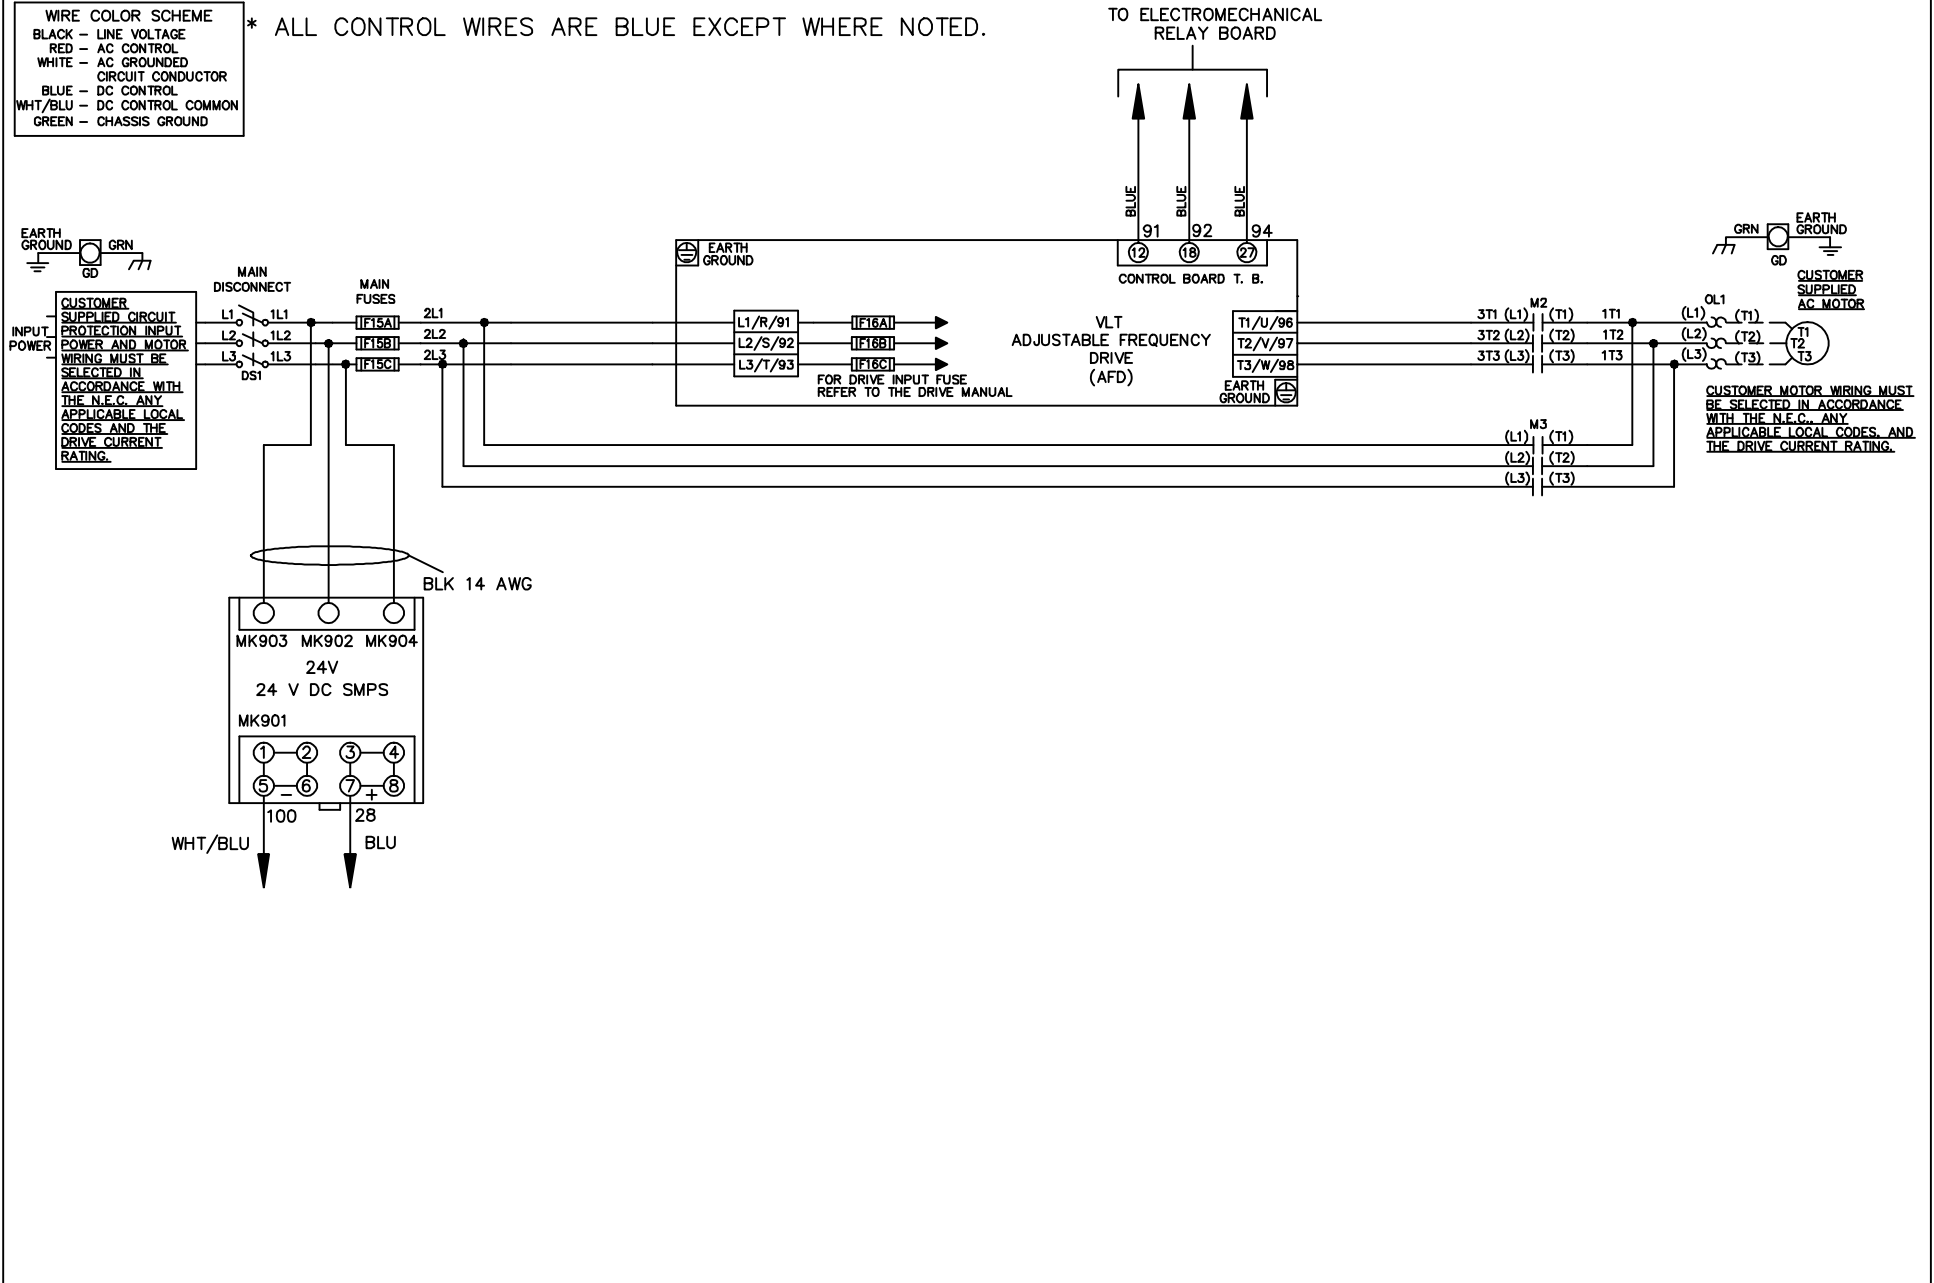 WIRE COLOR SCHEME
BLACK – LINE VOLTAGE
RED – AC CONTROL
WHITE – AC GROUNDED
CIRCUIT CONDUCTOR
BLUE – DC CONTROL
WHT/BLU – DC CONTROL COMMON
GREEN – CHASSIS GROUND
* ALL CONTROL WIRES ARE BLUE EXCEPT WHERE NOTED.
TO ELECTROMECHANICAL
RELAY BOARD
BLUE
BLUE
BLUE
91
92
94
12
18
27
CONTROL BOARD T. B.
EARTH
GROUND
GRN
GD
INPUT
POWER
CUSTOMER
SUPPLIED CIRCUIT
PROTECTION INPUT
POWER AND MOTOR
WIRING MUST BE
SELECTED IN
ACCORDANCE WITH
THE N.E.C. ANY
APPLICABLE LOCAL
CODES AND THE
DRIVE CURRENT
RATING.
MAIN
DISCONNECT
L1
1L1
L2
1L2
L3
1L3
DS1
MAIN
FUSES
F15A
F15B
F15C
2L1
2L2
2L3
EARTH
GROUND
L1/R/91
L2/S/92
L3/T/93
F16A
F16B
F16C
FOR DRIVE INPUT FUSE
REFER TO THE DRIVE MANUAL
VLT
ADJUSTABLE FREQUENCY
DRIVE
(AFD)
T1/U/96
T2/V/97
T3/W/98
EARTH
GROUND
M2
3T1 (L1) (T1) 1T1
3T2 (L2) (T2) 1T2
3T3 (L3) (T3) 1T3
M3
(L1) (T1)
(L2) (T2)
(L3) (T3)
OL1
(L1) (T1)
(L2) (T2)
(L3) (T3)
T1
T2
T3
GRN
EARTH
GROUND
GD
CUSTOMER
SUPPLIED
AC MOTOR
CUSTOMER MOTOR WIRING MUST
BE SELECTED IN ACCORDANCE
WITH THE N.E.C.. ANY
APPLICABLE LOCAL CODES. AND
THE DRIVE CURRENT RATING.
BLK 14 AWG
MK903 MK902 MK904
24V
24 V DC SMPS
MK901
1 2 3 4
5 6 7 8
– +
100
28
WHT/BLU
BLU